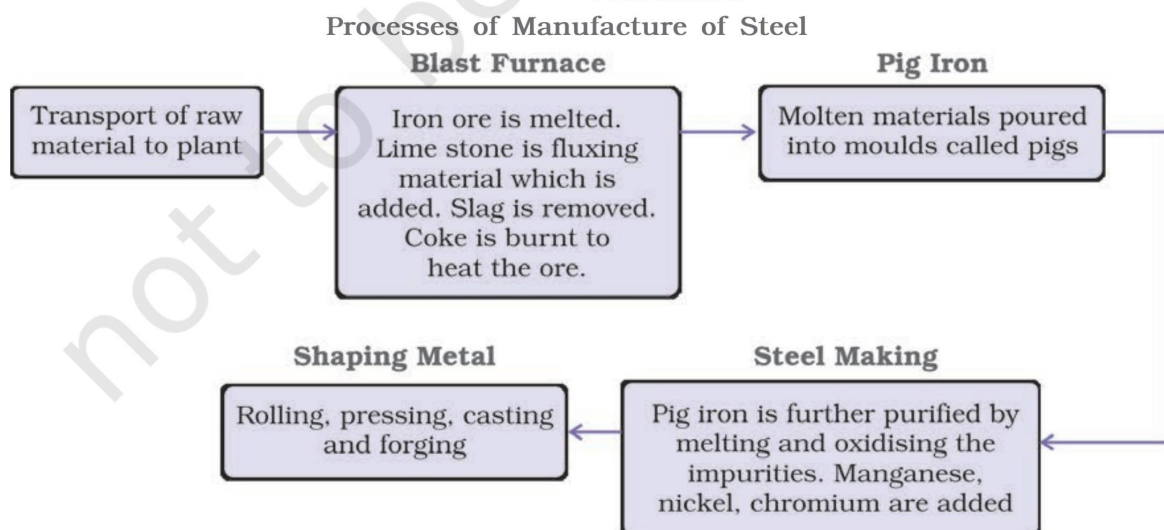 Processes of Manufacture of Steel
Blast Furnace
Pig Iron
Transport of raw
material to plant
Iron ore is melted.
Lime stone is fluxing
material which is
added. Slag is removed.
Coke is burnt to
heat the ore.
Molten materials poured
into moulds called pigs
Shaping Metal
Steel Making
Rolling, pressing, casting
and forging
Pig iron is further purified by
melting and oxidising the
impurities. Manganese,
nickel, chromium are added
not to b